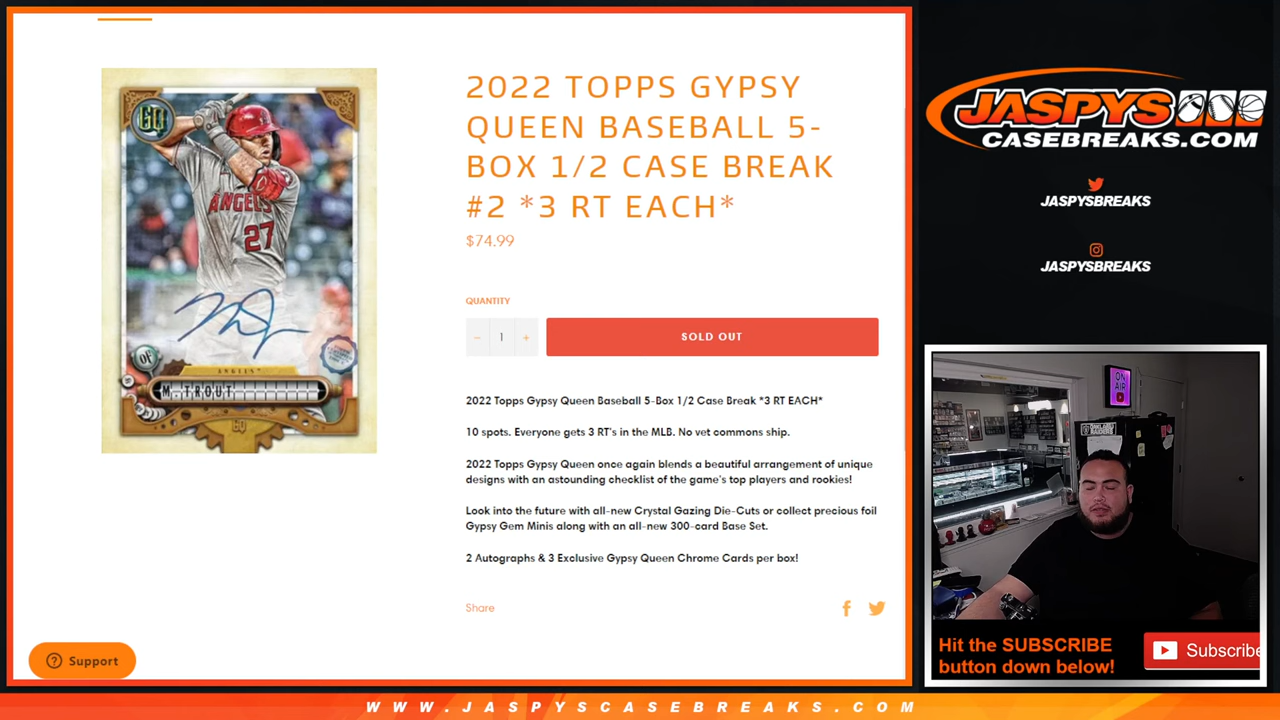 2022 TOPPS GYPSY
QUEEN BASEBALL 5-
BOX 1/2 CASE BREAK
#2 *3 RT EACH*
$74.99
QUANTITY
− 1 +
SOLD OUT
2022 Topps Gypsy Queen Baseball 5-Box 1/2 Case Break *3 RT EACH*
10 spots. Everyone gets 3 RT's in the MLB. No vet commons ship.
2022 Topps Gypsy Queen once again blends a beautiful arrangement of unique
designs with an astounding checklist of the game's top players and rookies!
Look into the future with all-new Crystal Gazing Die-Cuts or collect precious foil
Gypsy Gem Minis along with an all-new 300-card Base Set.
2 Autographs & 3 Exclusive Gypsy Queen Chrome Cards per box!
Share
Support
GQ
ANGELS
27
OF
ANGELS
M. TROUT
GQ
JASPYS
CASEBREAKS.COM
JASPYSBREAKS
JASPYSBREAKS
ON
AIR
Hit the SUBSCRIBE
button down below!
Subscribe
WWW.JASPYSCASEBREAKS.COM